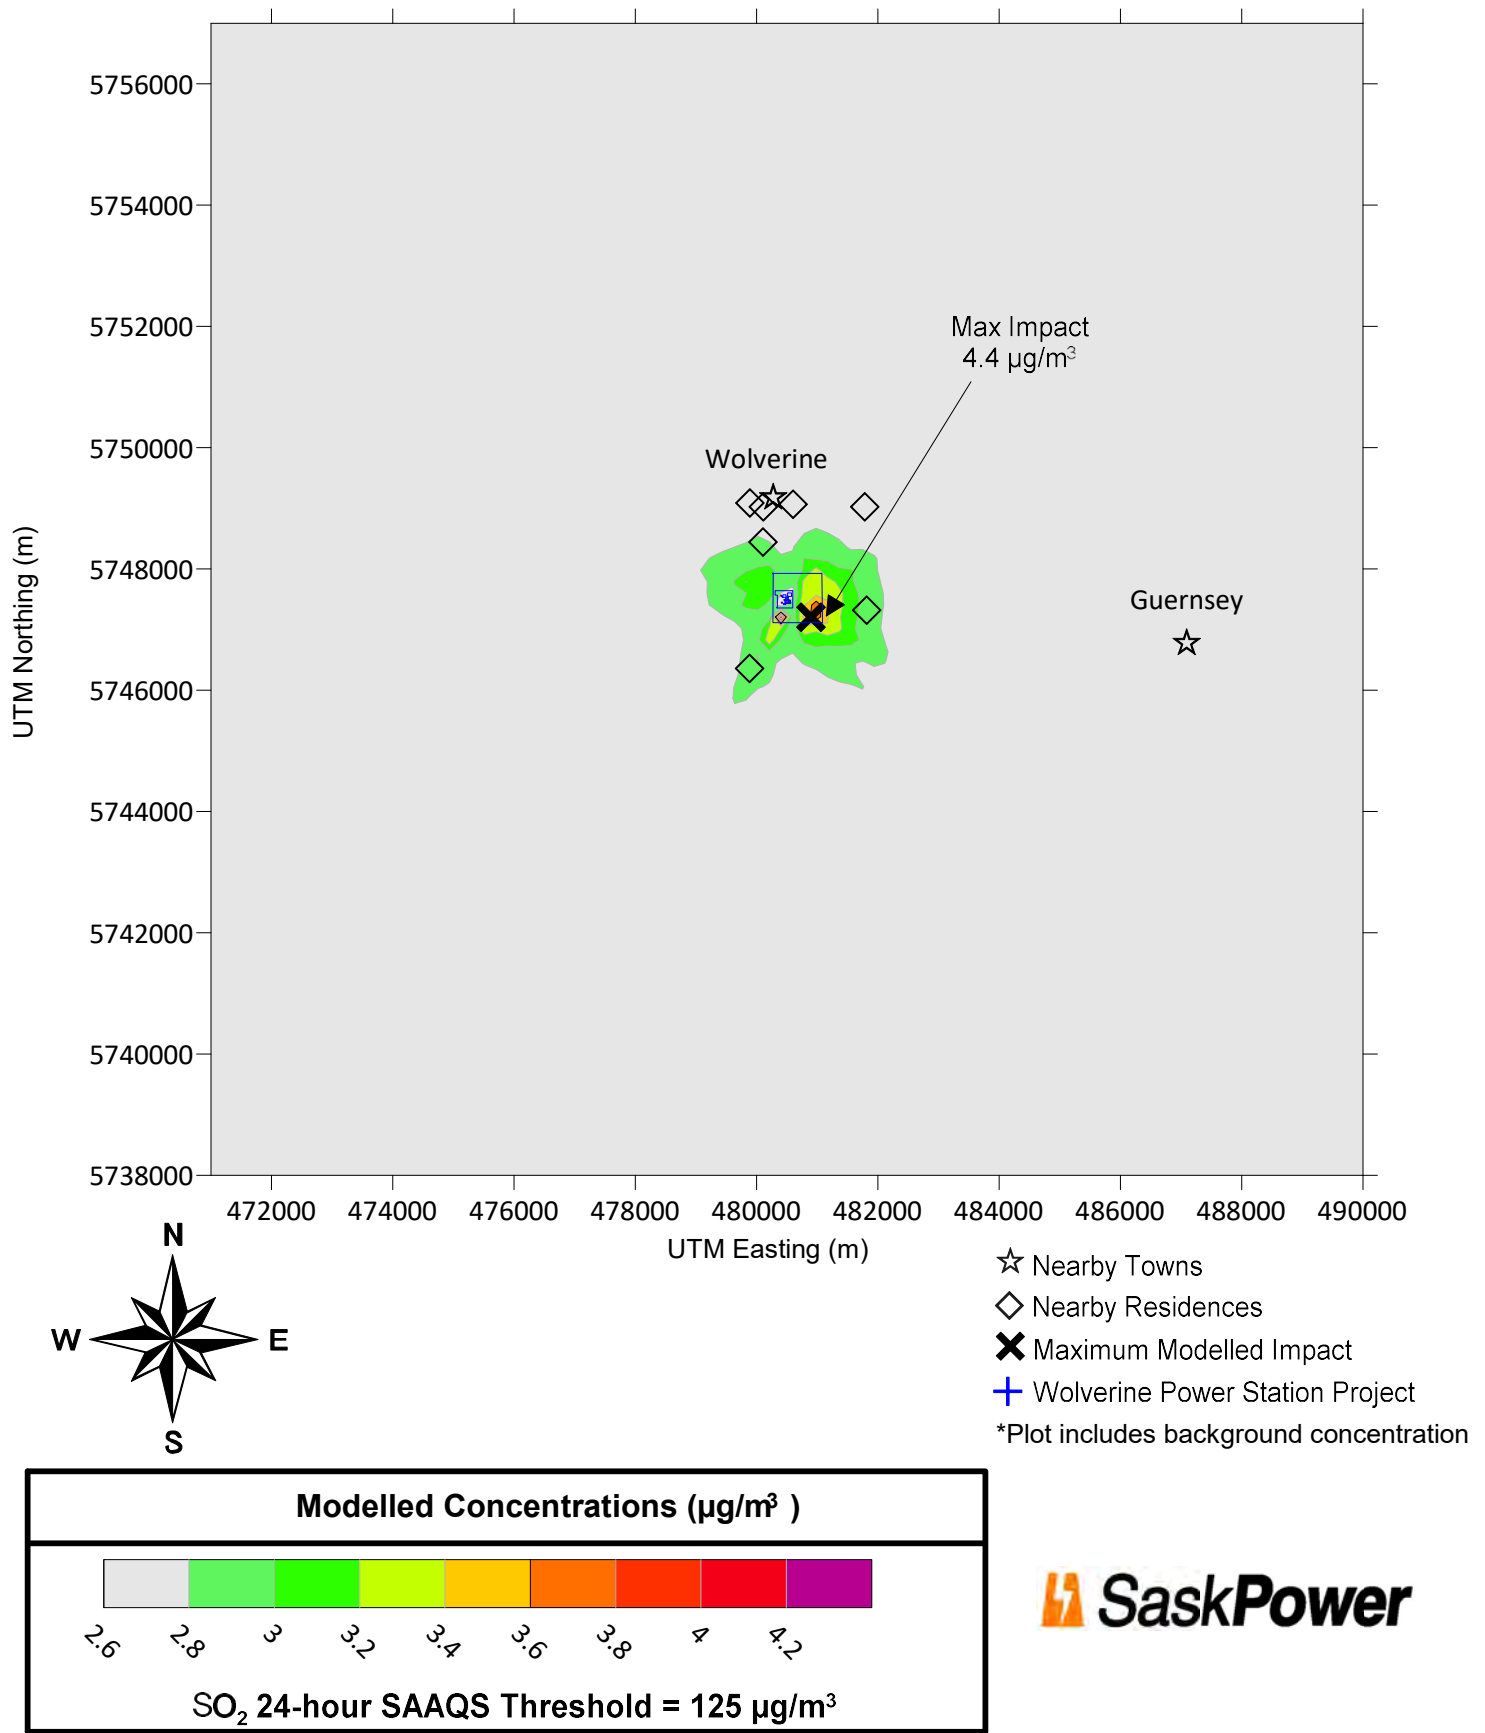 5756000
5754000
5752000
5750000
5748000
5746000
5744000
5742000
5740000
5738000
UTM Northing (m)
Max Impact
4.4 µg/m³
Wolverine
Guernsey
472000 474000 476000 478000 480000 482000 484000 486000 488000 490000
UTM Easting (m)
N
W E
S
Nearby Towns
Nearby Residences
Maximum Modelled Impact
Wolverine Power Station Project
*Plot includes background concentration
Modelled Concentrations (µg/m³ )
2.6 2.8 3 3.2 3.4 3.6 3.8 4 4.2
SO₂ 24-hour SAAQS Threshold = 125 µg/m³
SaskPower